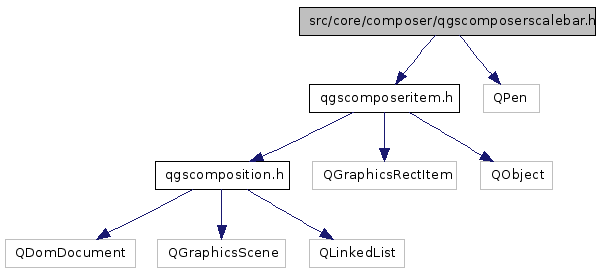 src/core/composer/qgscomposerscalebar.h
qgscomposeritem.h
QPen
qgscomposition.h
QGraphicsRectItem
QObject
QDomDocument
QGraphicsScene
QLinkedList